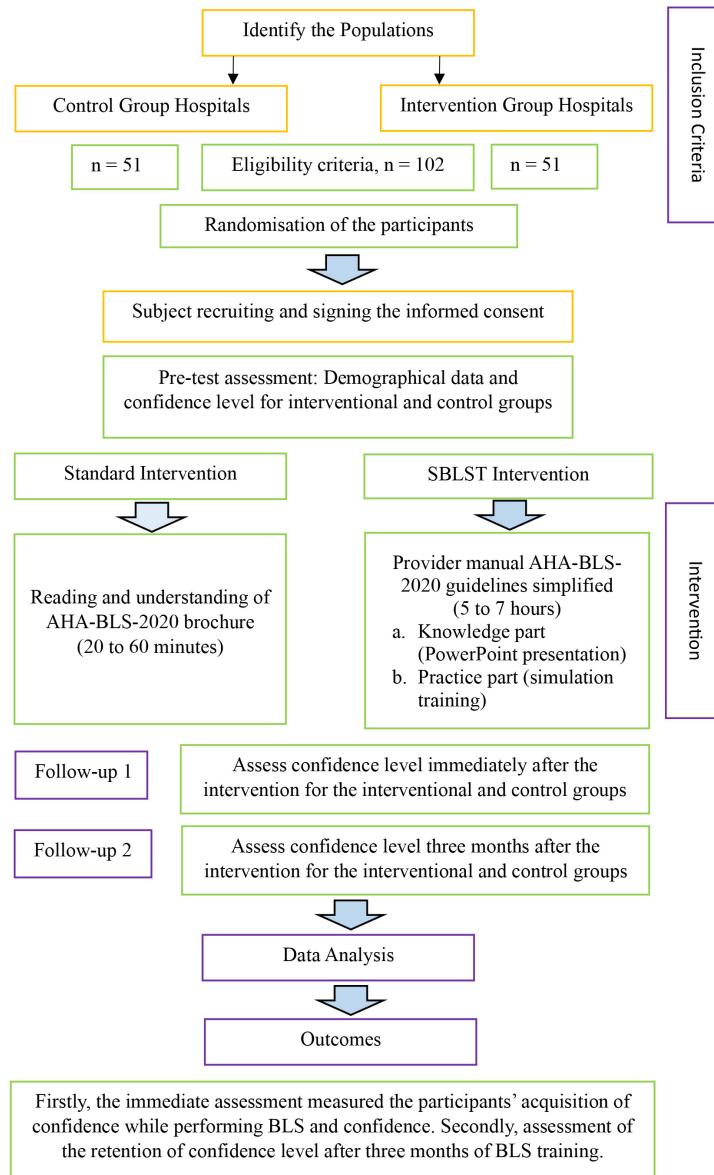 Identify the Populations
Inclusion Criteria
Control Group Hospitals
Intervention Group Hospitals
n = 51
Eligibility criteria, n = 102
n = 51
Randomisation of the participants
Subject recruiting and signing the informed consent
Pre-test assessment: Demographical data and
confidence level for interventional and control groups
Standard Intervention
SBLST Intervention
Intervention
Reading and understanding of
AHA-BLS-2020 brochure
(20 to 60 minutes)
Provider manual AHA-BLS-
2020 guidelines simplified
(5 to 7 hours)
a. Knowledge part
(PowerPoint presentation)
b. Practice part (simulation
training)
Follow-up 1
Assess confidence level immediately after the
intervention for the interventional and control groups
Follow-up 2
Assess confidence level three months after the
intervention for the interventional and control groups
Data Analysis
Outcomes
Firstly, the immediate assessment measured the participants’ acquisition of
confidence while performing BLS and confidence. Secondly, assessment of
the retention of confidence level after three months of BLS training.